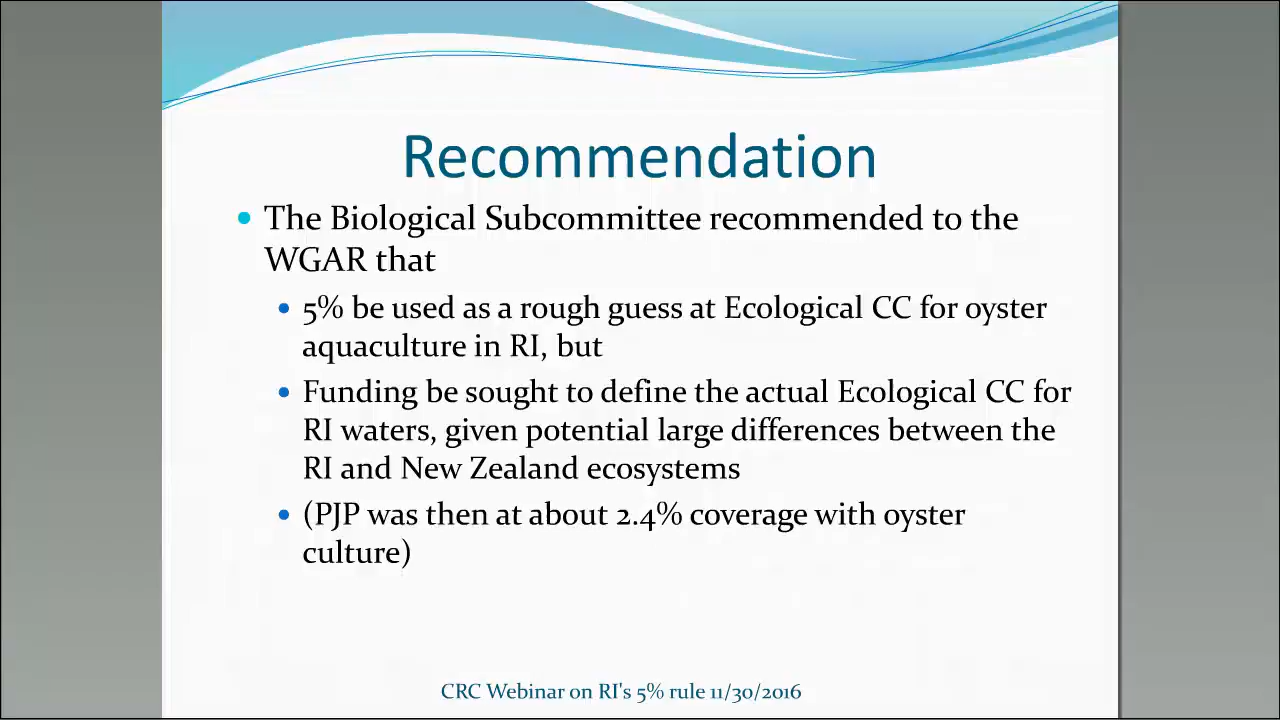 Recommendation
• The Biological Subcommittee recommended to the
WGAR that
• 5% be used as a rough guess at Ecological CC for oyster
aquaculture in RI, but
• Funding be sought to define the actual Ecological CC for
RI waters, given potential large differences between the
RI and New Zealand ecosystems
• (PJP was then at about 2.4% coverage with oyster
culture)
CRC Webinar on RI's 5% rule 11/30/2016